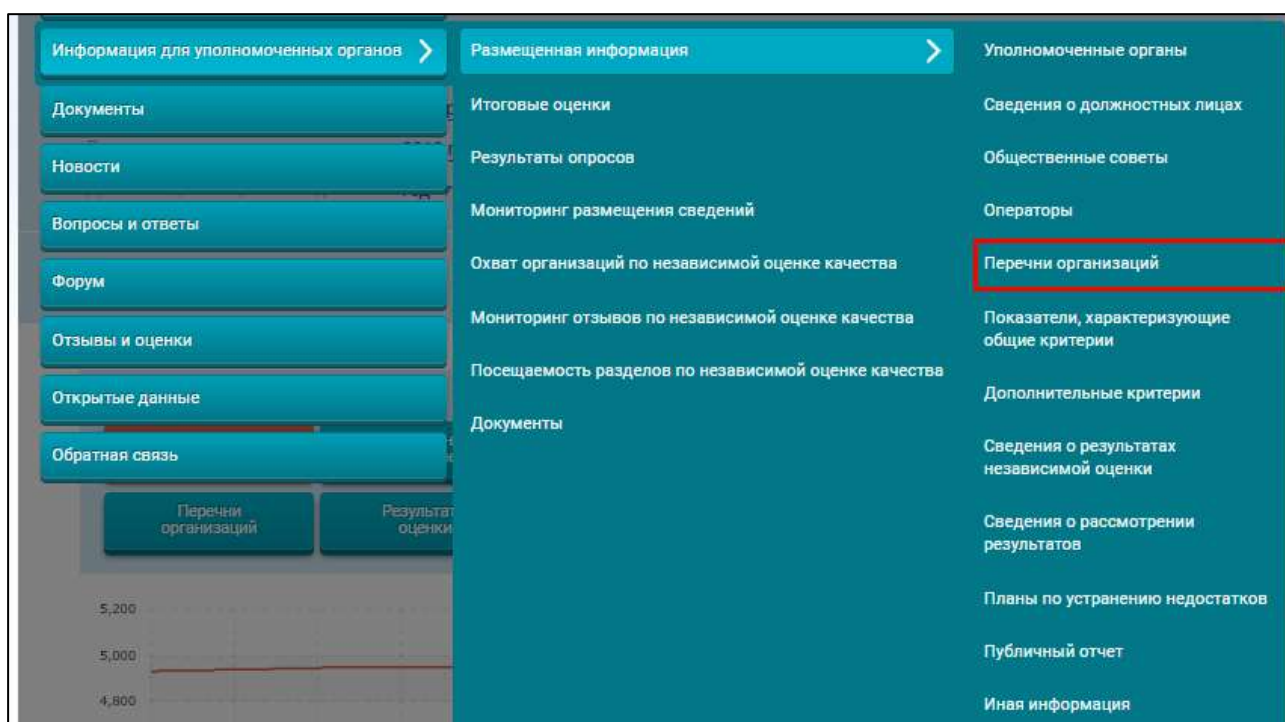 Информация для уполномоченных органов
Документы
Новости
Вопросы и ответы
Форум
Отзывы и оценки
Открытые данные
Обратная связь
Перечни
организаций
5,200
5,000
4,800
Размещенная информация
Итоговые оценки
Результаты опросов
Мониторинг размещения сведений
Охват организаций по независимой оценке качества
Мониторинг отзывов по независимой оценке качества
Посещаемость разделов по независимой оценке качества
Документы
Уполномоченные органы
Сведения о должностных лицах
Общественные советы
Операторы
Перечни организаций
Показатели, характеризующие
общие критерии
Дополнительные критерии
Сведения о результатах
независимой оценки
Сведения о рассмотрении
результатов
Планы по устранению недостатков
Публичный отчет
Иная информация